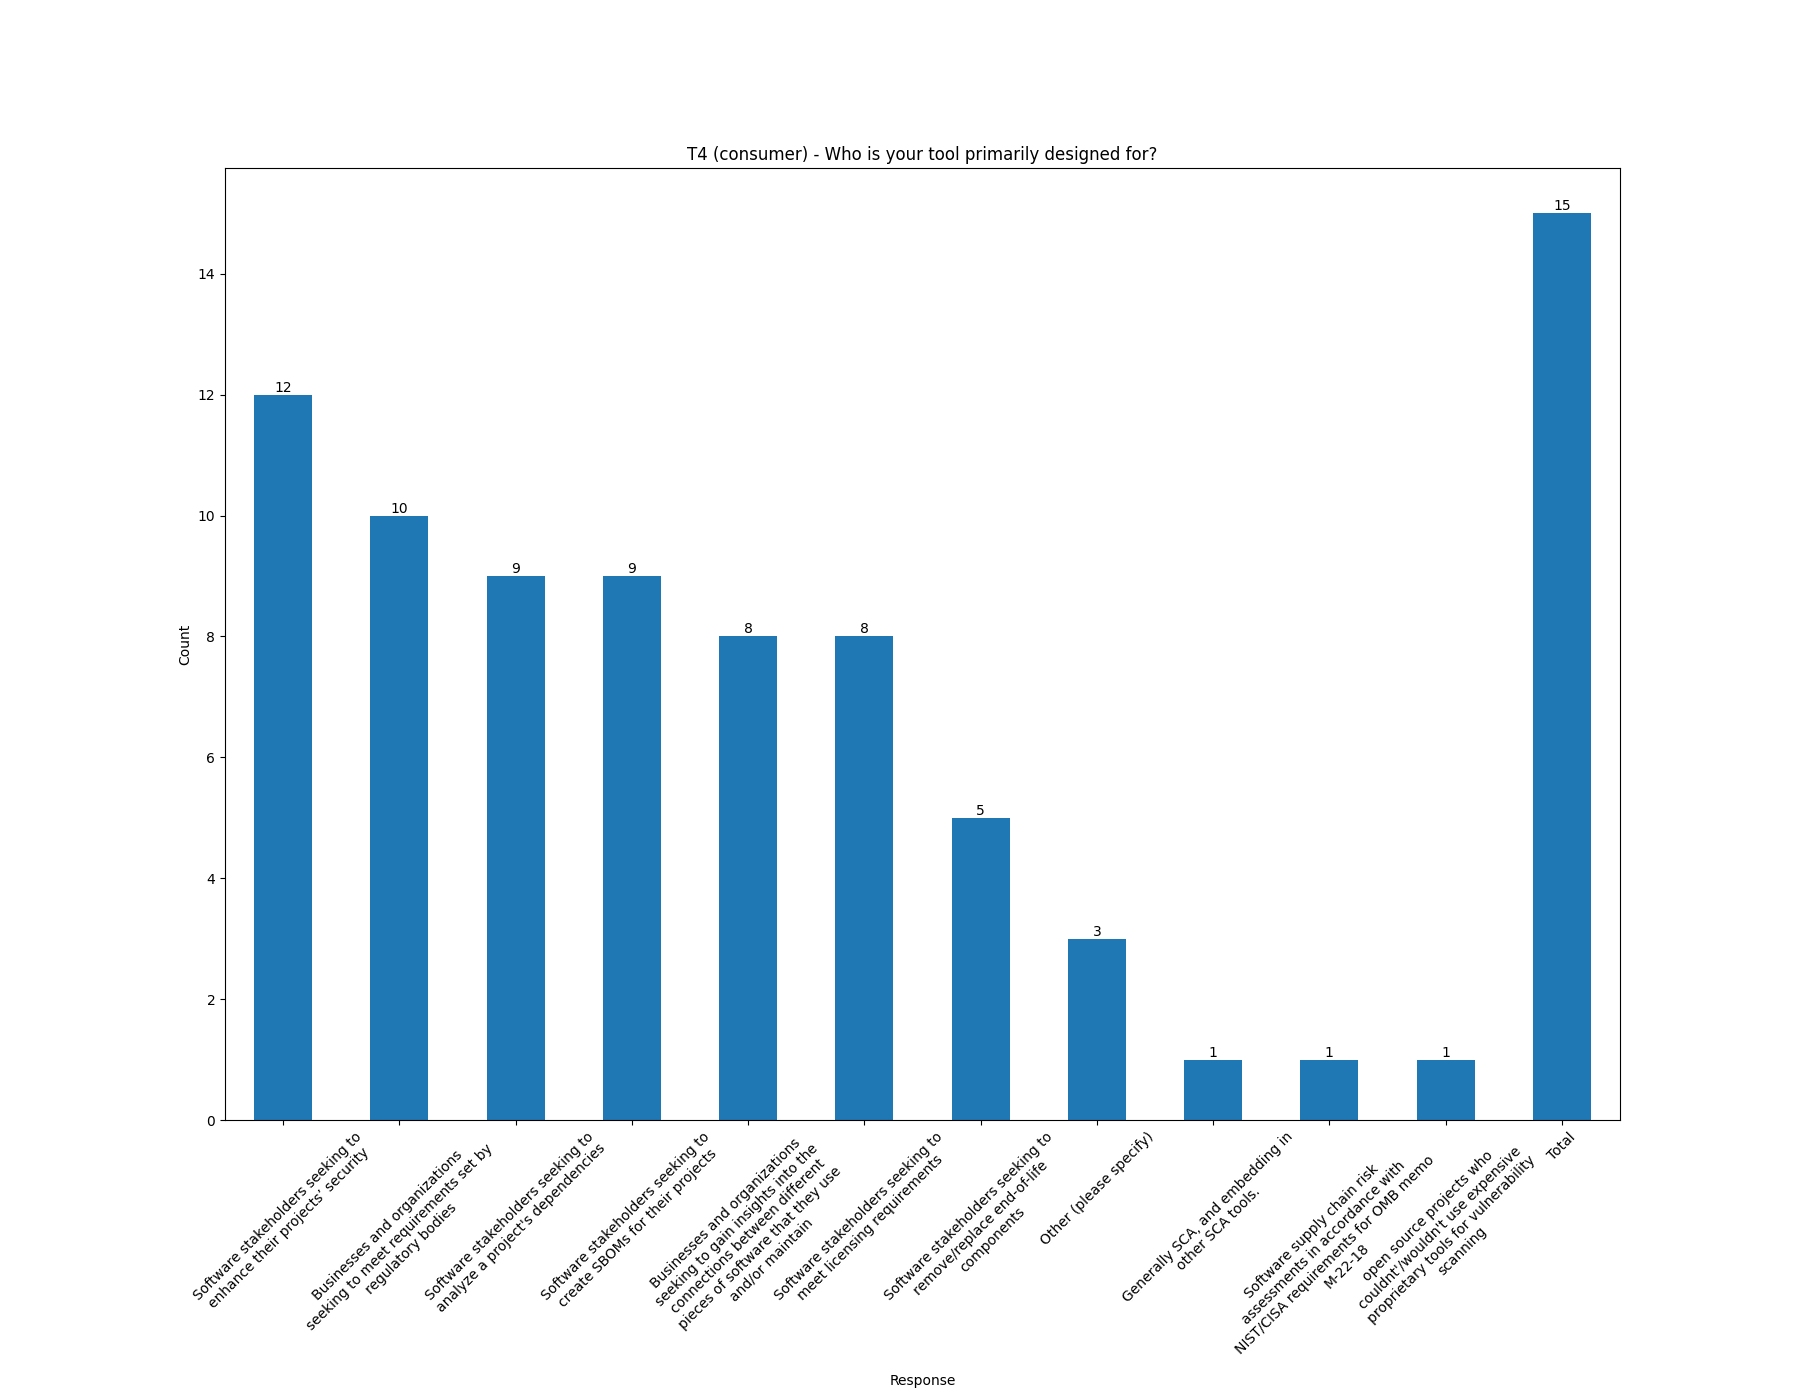 T4 (consumer) - Who is your tool primarily designed for?
Count
14
12
10
8
6
4
2
0
12
10
9
9
8
8
5
3
1
1
1
15
Software stakeholders seeking to
enhance their projects' security
Businesses and organizations
seeking to meet requirements set by
regulatory bodies
Software stakeholders seeking to
analyze a project's dependencies
Software stakeholders seeking to
create SBOMs for their projects
Businesses and organizations
seeking to gain insights into the
connections between different
pieces of software that they use
and/or maintain
Software stakeholders seeking to
meet licensing requirements
Software stakeholders seeking to
remove/replace end-of-life
components
Other (please specify)
Generally SCA, and embedding in
other SCA tools.
Software supply chain risk
assessments in accordance with
NIST/CISA requirements for OMB memo
M-22-18
open source projects who
couldnt'/wouldn't use expensive
proprietary tools for vulnerability
scanning
Total
Response